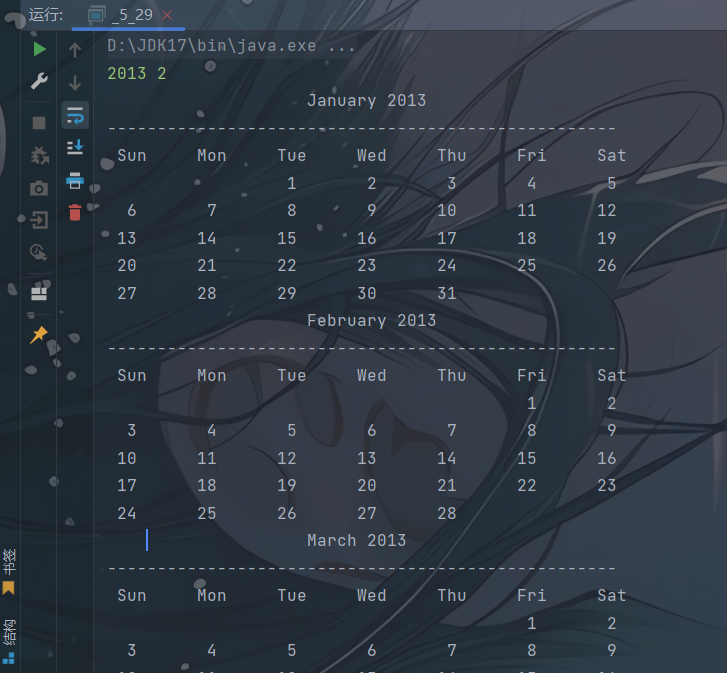 运行: _5_29
D:\JDK17\bin\java.exe ...
2013 2
January 2013
---------------------------------------------------
Sun Mon Tue Wed Thu Fri Sat
1 2 3 4 5
6 7 8 9 10 11 12
13 14 15 16 17 18 19
20 21 22 23 24 25 26
27 28 29 30 31
February 2013
---------------------------------------------------
Sun Mon Tue Wed Thu Fri Sat
1 2
3 4 5 6 7 8 9
10 11 12 13 14 15 16
17 18 19 20 21 22 23
24 25 26 27 28
March 2013
---------------------------------------------------
Sun Mon Tue Wed Thu Fri Sat
1 2
3 4 5 6 7 8 9
书签
结构